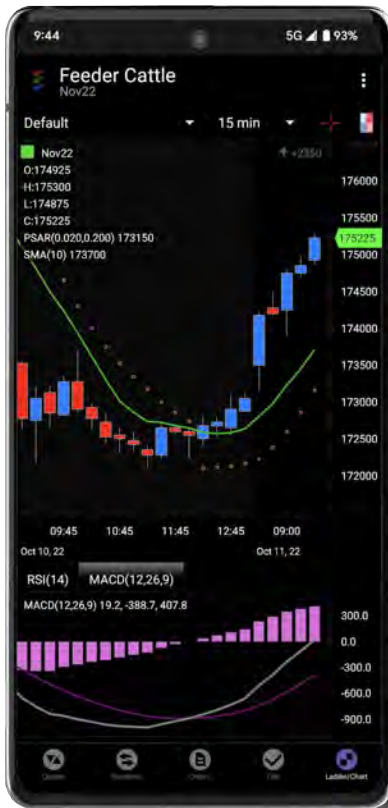 9:44
5G 93%
Feeder Cattle
Nov22
Default 15 min
Nov22 +2350
O:174925
H:175300
L:174875
C:175225
PSAR(0.020,0.200) 173150
SMA(10) 173700
176000
175500
175225
175000
174500
174000
173500
173000
172500
172000
09:45 10:45 11:45 12:45 09:00
Oct 10, 22 Oct 11, 22
RSI(14) MACD(12,26,9)
MACD(12,26,9) 19.2, -388.7, 407.8
300.0
0.0
-300.0
-600.0
-900.0
Quotes Positions Orders Fills Ladder/Chart